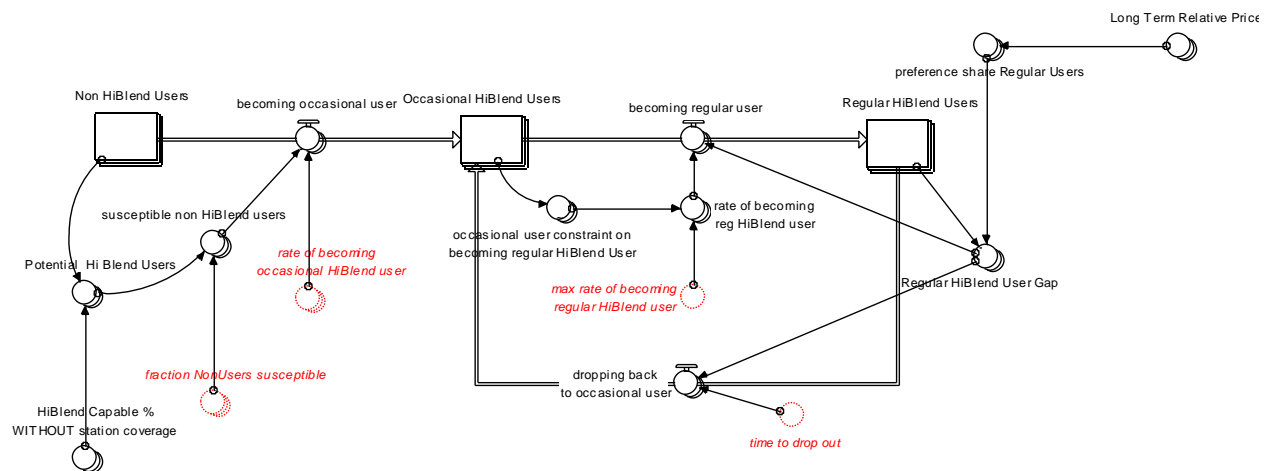 Long Term Relative Price
preference share Regular Users
Non HiBlend Users
becoming occasional user
Occasional HiBlend Users
becoming regular user
Regular HiBlend Users
susceptible non HiBlend users
rate of becoming
reg HiBlend user
occasional user constraint on
becoming regular HiBlend User
rate of becoming
occasional HiBlend user
Potential Hi Blend Users
Regular HiBlend User Gap
max rate of becoming
regular HiBlend user
fraction NonUsers susceptible
dropping back
to occasional user
HiBlend Capable %
WITHOUT station coverage
time to drop out